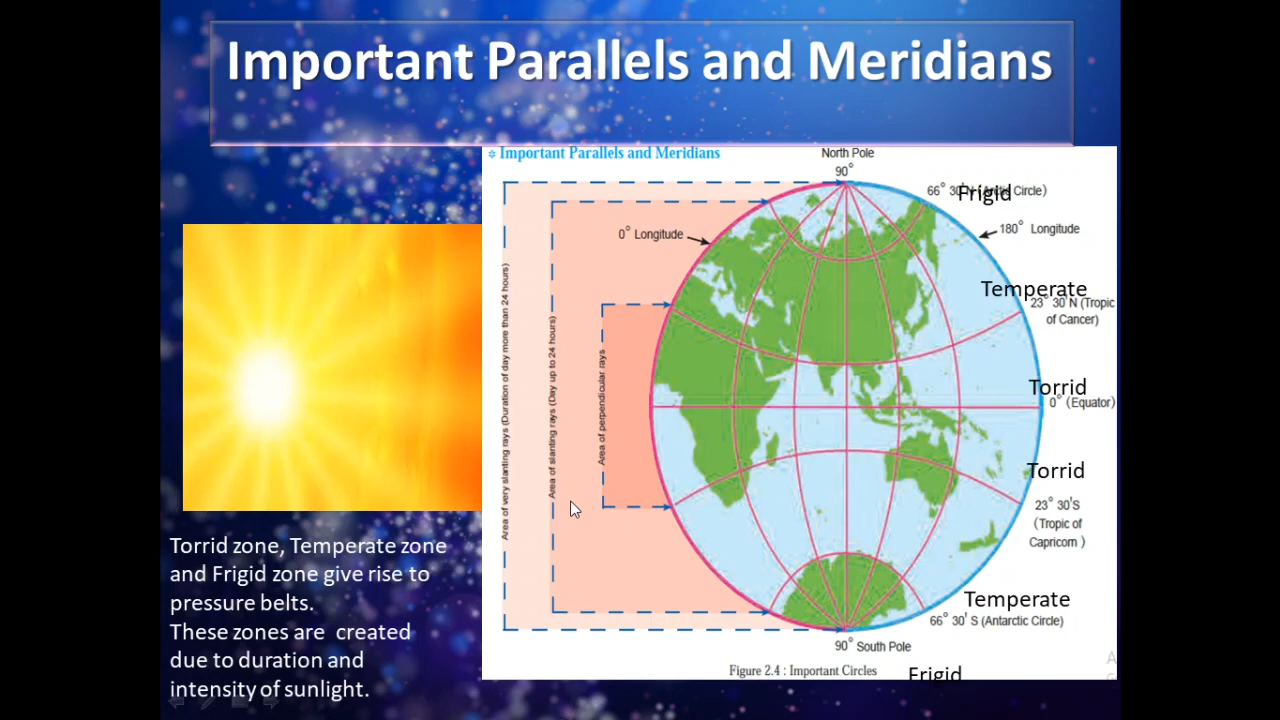 Important Parallels and Meridians
✲ Important Parallels and Meridians
North Pole
90°
66° 30' N (Arctic Circle)
Frigid
0° Longitude
180° Longitude
Temperate
23° 30' N (Tropic
of Cancer)
Area of very slanting rays (Duration of day more than 24 hours)
Area of slanting rays (Day up to 24 hours)
Area of perpendicular rays
Torrid
0° (Equator)
Torrid
23° 30'S
(Tropic of
Capricorn )
Temperate
66° 30' S (Antarctic Circle)
90° South Pole
Figure 2.4 : Important Circles
Frigid
Torrid zone, Temperate zone
and Frigid zone give rise to
pressure belts.
These zones are created
due to duration and
intensity of sunlight.